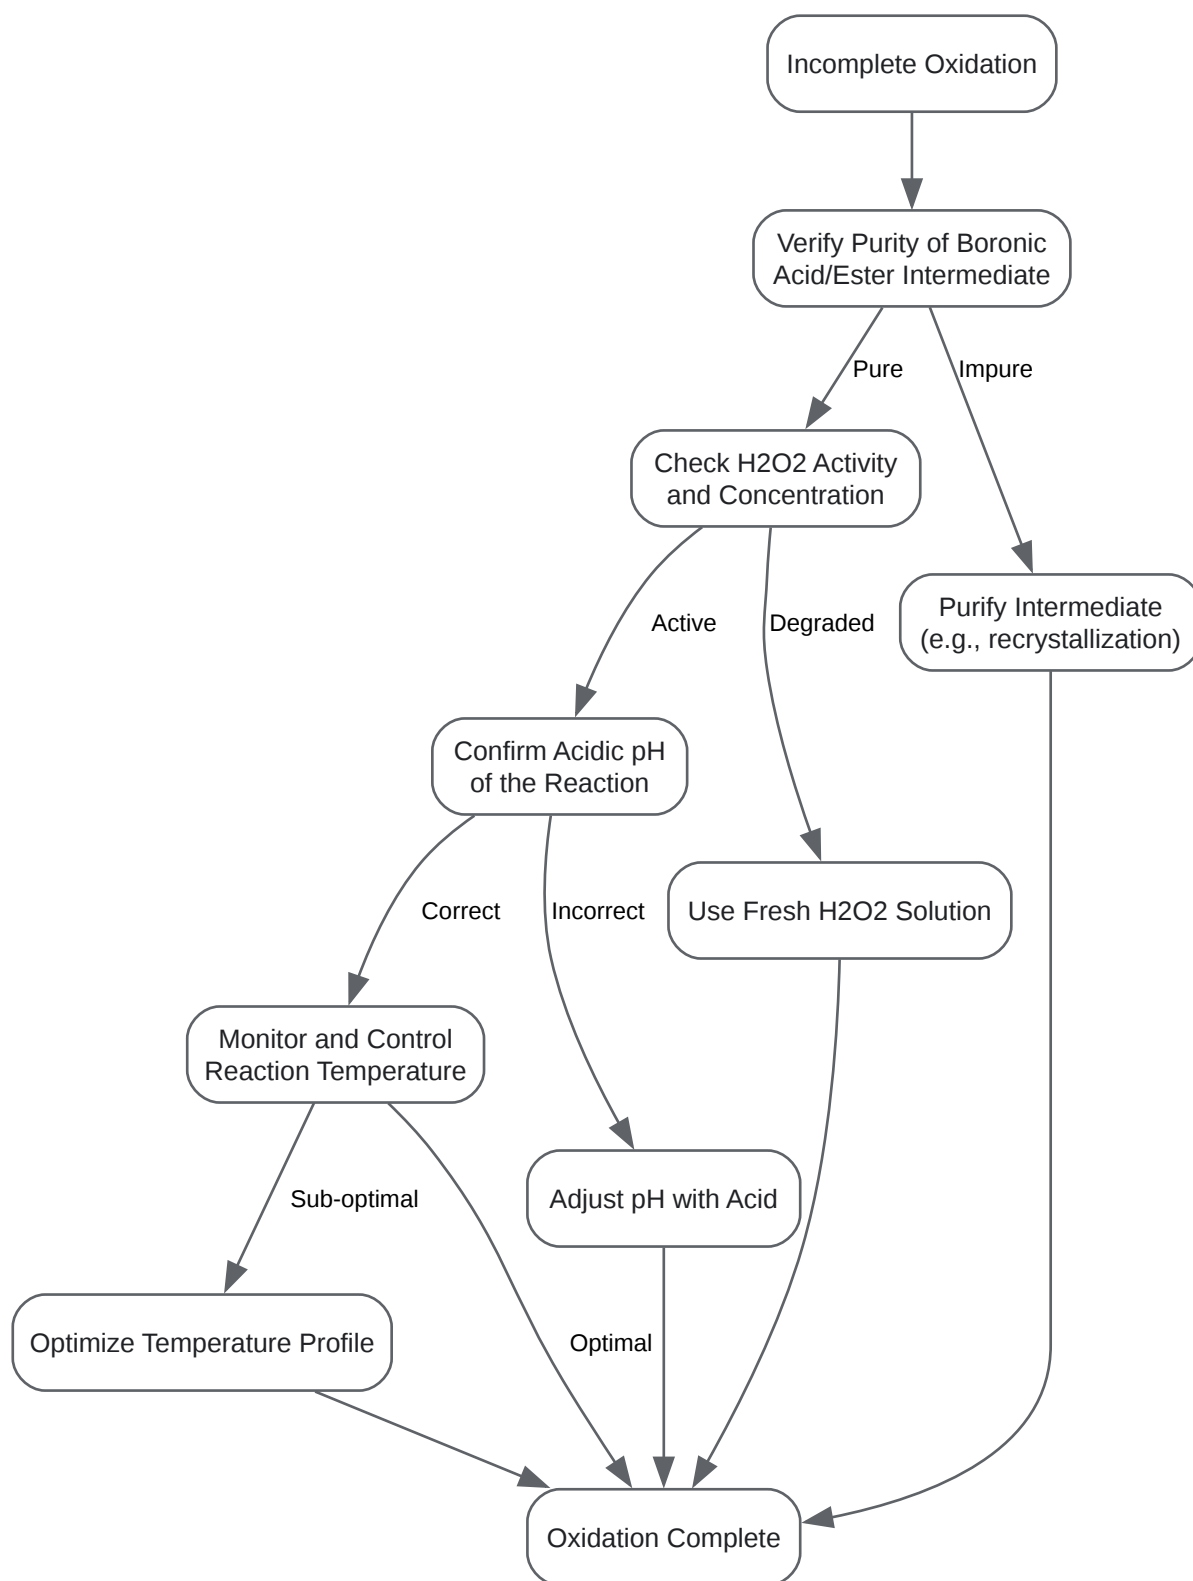 Incomplete Oxidation
Verify Purity of Boronic
Acid/Ester Intermediate
Pure
Impure
Check H2O2 Activity
and Concentration
Purify Intermediate
(e.g., recrystallization)
Active
Degraded
Confirm Acidic pH
of the Reaction
Use Fresh H2O2 Solution
Correct
Incorrect
Monitor and Control
Reaction Temperature
Adjust pH with Acid
Sub-optimal
Optimize Temperature Profile
Optimal
Oxidation Complete